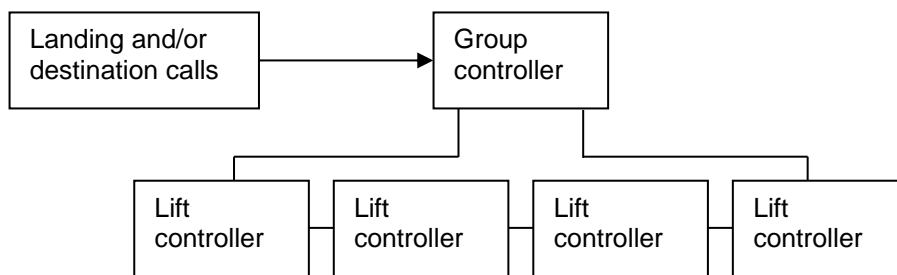 Landing and/or
destination calls
Group
controller
Lift
controller
Lift
controller
Lift
controller
Lift
controller